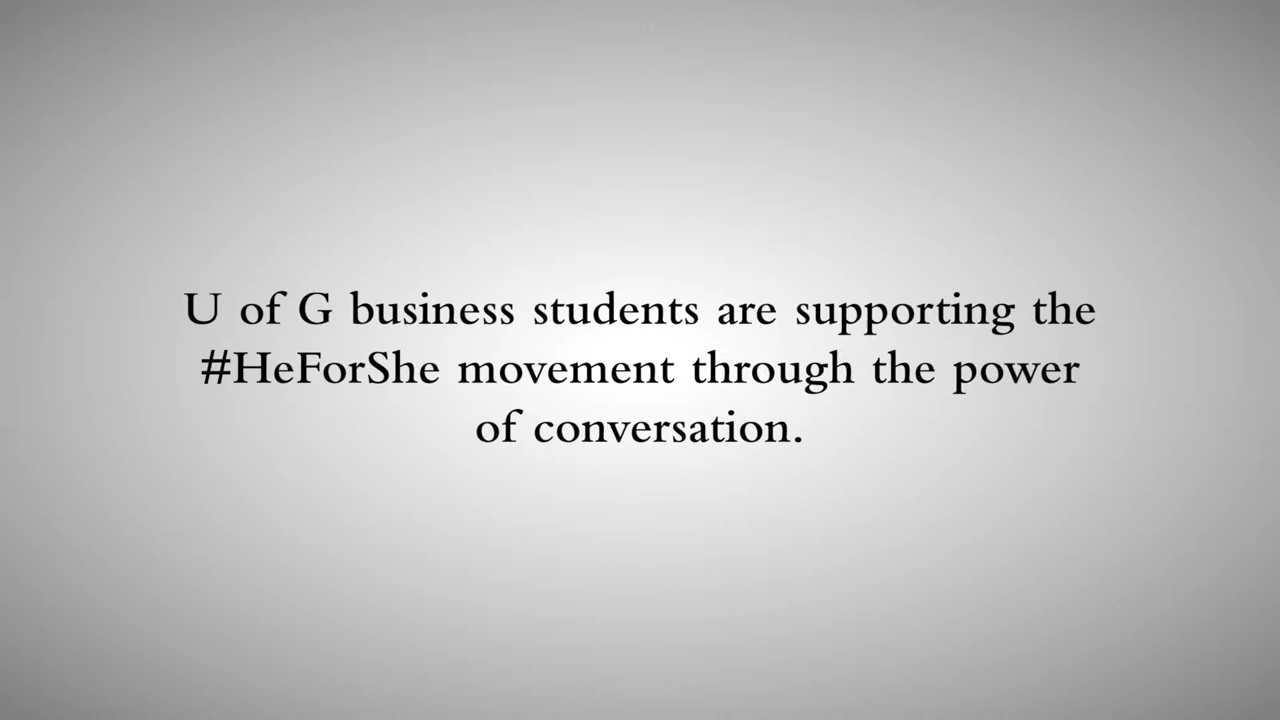 U of G business students are supporting the
#HeForShe movement through the power
of conversation.